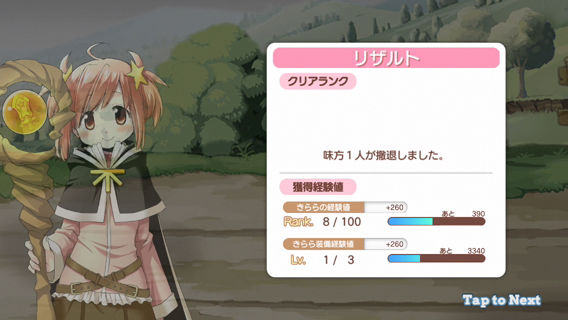 リザルト
クリアランク
味方１人が撤退しました。
獲得経験値
きららの経験値 +260
あと 390
Rank. 8 / 100
きらら装備経験値 +260
あと 3340
Lv. 1 / 3
Tap to Next